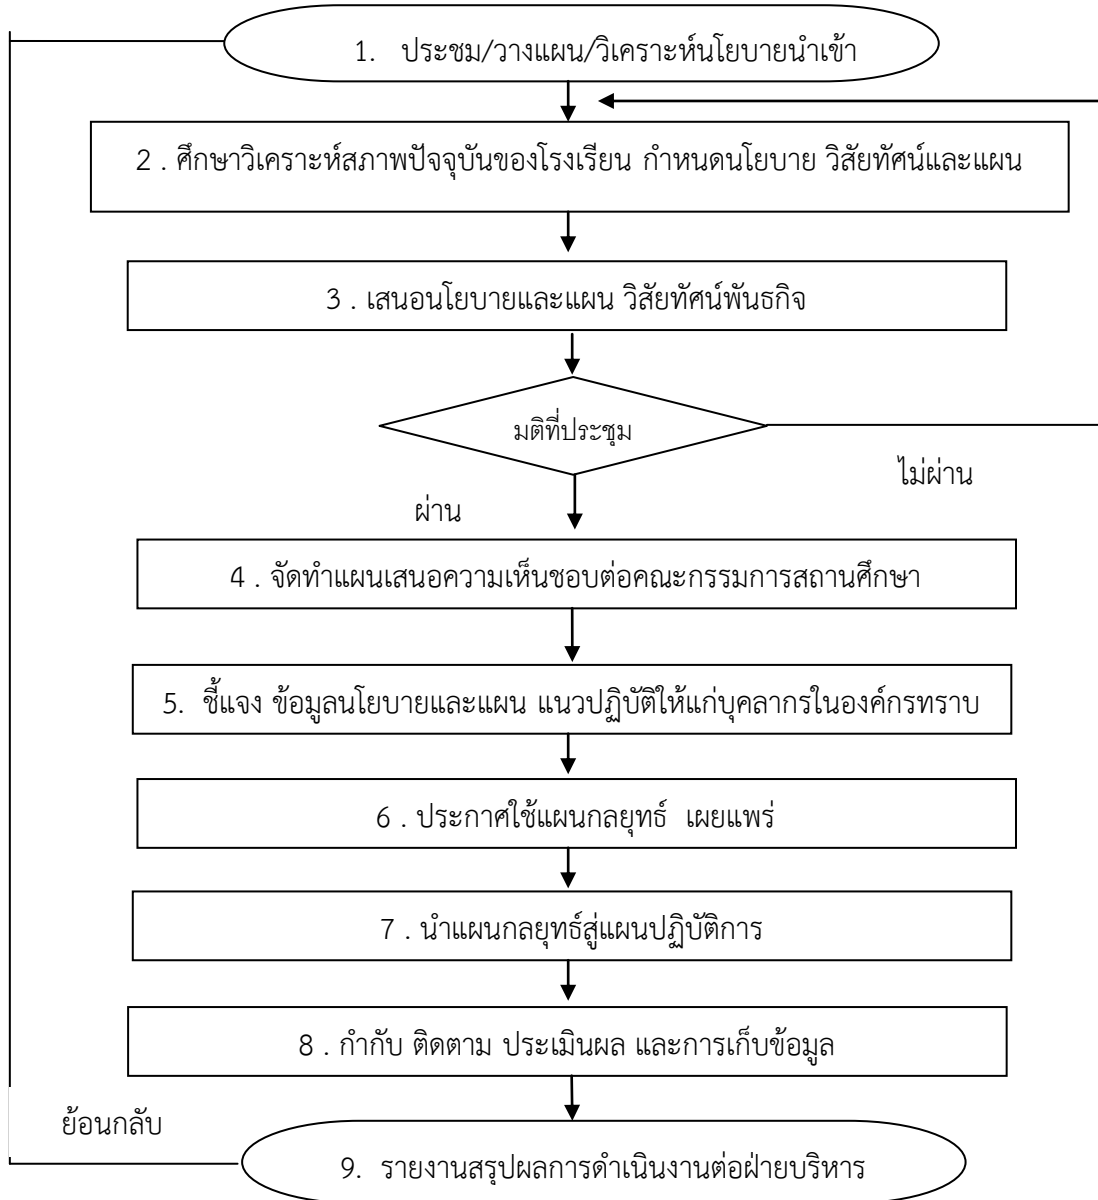 1. ประชม/วางแผน/วิเคราะห์นโยบายนำเข้า
2 . ศึกษาวิเคราะห์สภาพปัจจุบันของโรงเรียน กำหนดนโยบาย วิสัยทัศน์และแผน
3 . เสนอนโยบายและแผน วิสัยทัศน์พันธกิจ
มติที่ประชุม
ไม่ผ่าน
ผ่าน
4 . จัดทำแผนเสนอความเห็นชอบต่อคณะกรรมการสถานศึกษา
5. ชี้แจง ข้อมูลนโยบายและแผน แนวปฏิบัติให้แก่บุคลากรในองค์กรทราบ
6 . ประกาศใช้แผนกลยุทธ์ เผยแพร่
7 . นำแผนกลยุทธ์สู่แผนปฏิบัติการ
8 . กำกับ ติดตาม ประเมินผล และการเก็บข้อมูล
ย้อนกลับ
9. รายงานสรุปผลการดำเนินงานต่อฝ่ายบริหาร